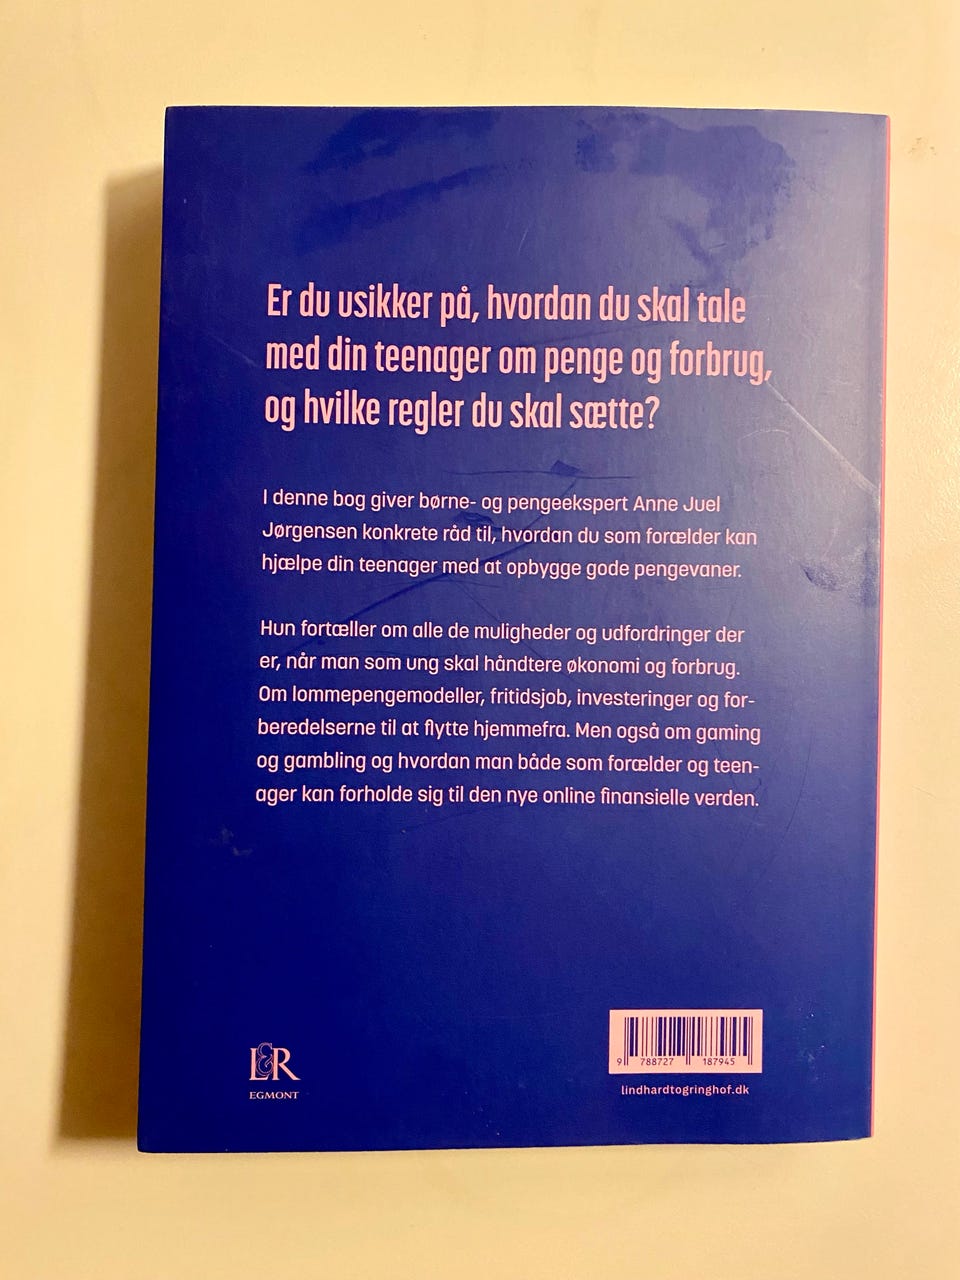 Er du usikker på, hvordan du skal tale
med din teenager om penge og forbrug,
og hvilke regler du skal sætte?
I denne bog giver børne- og pengeekspert Anne Juel
Jørgensen konkrete råd til, hvordan du som forælder kan
hjælpe din teenager med at opbygge gode pengevaner.
Hun fortæller om alle de muligheder og udfordringer der
er, når man som ung skal håndtere økonomi og forbrug.
Om lommepengemodeller, fritidsjob, investeringer og for-
beredelserne til at flytte hjemmefra. Men også om gaming
og gambling og hvordan man både som forælder og teen-
ager kan forholde sig til den nye online finansielle verden.
L&R
EGMONT
9 788727 187945
lindhardtogringhof.dk